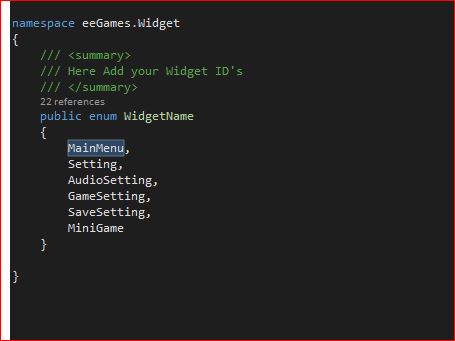 namespace eeGames.Widget
{
/// <summary>
/// Here Add your Widget ID's
/// </summary>
22 references
public enum WidgetName
{
MainMenu,
Setting,
AudioSetting,
GameSetting,
SaveSetting,
MiniGame
}
}